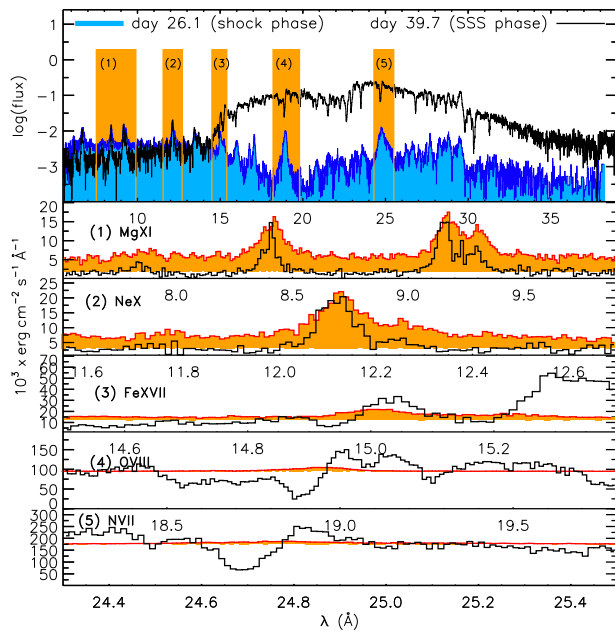 day 26.1 (shock phase) day 39.7 (SSS phase)
1
0
−1
−2
−3
log(flux)
(1) (2) (3) (4) (5)
10 15 20 25 30 35
20
15
10
5
(1) MgXI
8.0 8.5 9.0 9.5
25
20
15
10
5
(2) NeX
11.6 11.8 12.0 12.2 12.4 12.6
70
60
50
40
30
20
10
(3) FeXVII
14.6 14.8 15.0 15.2
150
100
50
0
(4) OVIII
18.5 19.0 19.5
300
250
200
150
100
50
(5) NVII
10³ x erg cm⁻² s⁻¹ Å⁻¹
24.4 24.6 24.8 25.0 25.2 25.4
λ (Å)